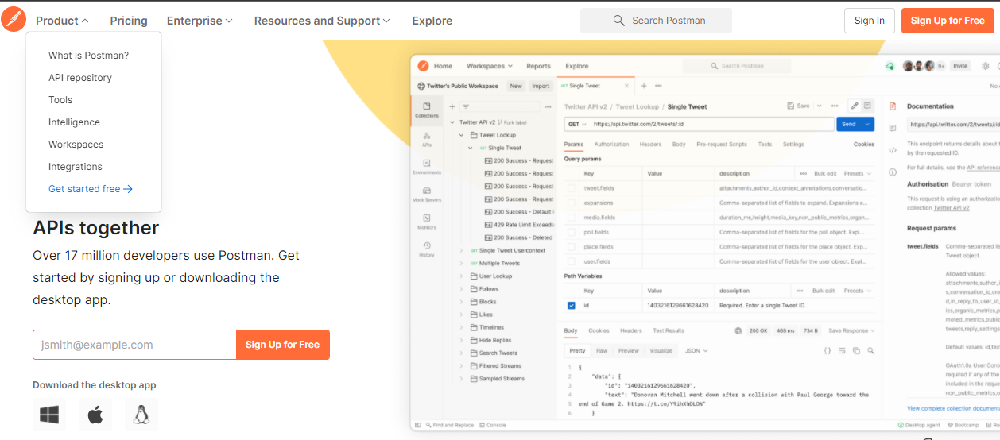 Product
Pricing
Enterprise
Resources and Support
Explore
Search Postman
Sign In
Sign Up for Free
What is Postman?
API repository
Tools
Intelligence
Workspaces
Integrations
Get started free →
APIs together
Over 17 million developers use Postman. Get
started by signing up or downloading the
desktop app.
jsmith@example.com
Sign Up for Free
Download the desktop app
Home
Workspaces
Reports
Explore
Search Postman
9+
Invite
Twitter's Public Workspace
New
Import
GET Single Tweet
No
Collections
APIs
Environments
Mock Servers
Monitors
History
Twitter API v2 Fork label
Tweet Lookup
GET Single Tweet
200 Success - Request
200 Success - Request
200 Success - Request
200 Success - Request
200 Success - Default
429 Rate Limit Exceede
200 Success - Deleted
GET Single Tweet Usercontext
GET Multiple Tweets
User Lookup
Follows
Blocks
Likes
Timelines
Hide Replies
Search Tweets
Filtered Streams
Sampled Streams
Twitter API v2 / Tweet Lookup / Single Tweet
Save
GET https://api.twitter.com/2/tweets/:id
Send
Params Authorization Headers Body Pre-request Scripts Tests Settings Cookies
Query params
Key Value description Bulk edit Presets
tweet.fields attachments,author_id,context_annotations,conversatio...
expansions Comma-separated list of fields to expand. Expansions e...
media.fields duration_ms,height,media_key,non_public_metrics,organ...
poll.fields Comma-separated list of fields for the poll object. Expl...
place.fields Comma-separated list of fields for the place object. Ex...
user.fields Comma-separated list of fields for the user object. Ex...
Path Variables
Key Value description Bulk edit Presets
id 1403216129661628420 Required. Enter a single Tweet ID.
Body Cookies Headers Test Results 200 OK 469 ms 734 B Save Response
Pretty Raw Preview Visualize JSON
1 {
2 "data": {
3 "id": "1403216129661628420",
4 "text": "Donovan Mitchell went down after a collision with Paul George toward the
end of Game 2. https://t.co/Y9ihXhDLON"
5 }
Find and Replace
Console
Desktop agent
Bootcamp
Documentation
https://api.twitter.com/2/tweets/:id
This endpoint returns details about
by the requested ID.
For full details, see the API reference
Authorisation Bearer token
This request is using an authorizatio
collection Twitter API v2
Request params
tweet.fields Comma-separated lis
Tweet object.
Allowed values:
attachments,author_i
s,conversation_id,cre
d,in_reply_to_user_id,
ics,organic_metrics,p
moted_metrics,public
tweets,reply_settings
Default values: id,tex
OAuth1.0a User Conte
required if any of the
included in the reque
non_public_metrics,o
View complete collection document